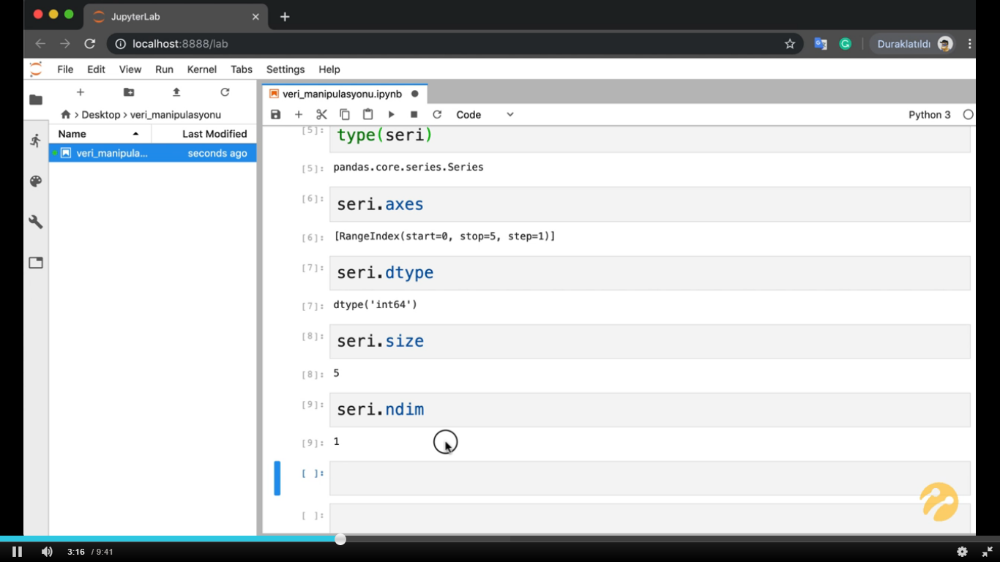 JupyterLab
localhost:8888/lab
Duraklatıldı
File Edit View Run Kernel Tabs Settings Help
veri_manipulasyonu.ipynb
Desktop > veri_manipulasyonu
Code
Python 3
Name Last Modified
veri_manipula... seconds ago
[5]: type(seri)
[5]: pandas.core.series.Series
[6]: seri.axes
[6]: [RangeIndex(start=0, stop=5, step=1)]
[7]: seri.dtype
[7]: dtype('int64')
[8]: seri.size
[8]: 5
[9]: seri.ndim
[9]: 1
[ ]:
[ ]:
3:16 / 9:41